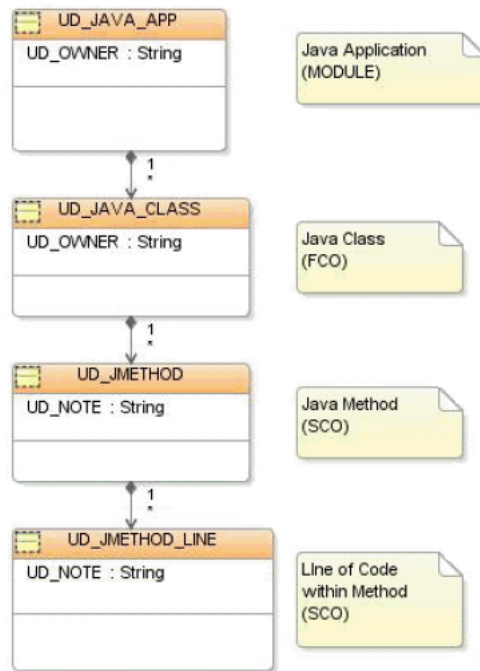 UD_JAVA_APP
UD_OWNER : String
Java Application
(MODULE)
1
*
UD_JAVA_CLASS
UD_OWNER : String
Java Class
(FCO)
1
*
UD_JMETHOD
UD_NOTE : String
Java Method
(SCO)
1
*
UD_JMETHOD_LINE
UD_NOTE : String
LIne of Code
within Method
(SCO)